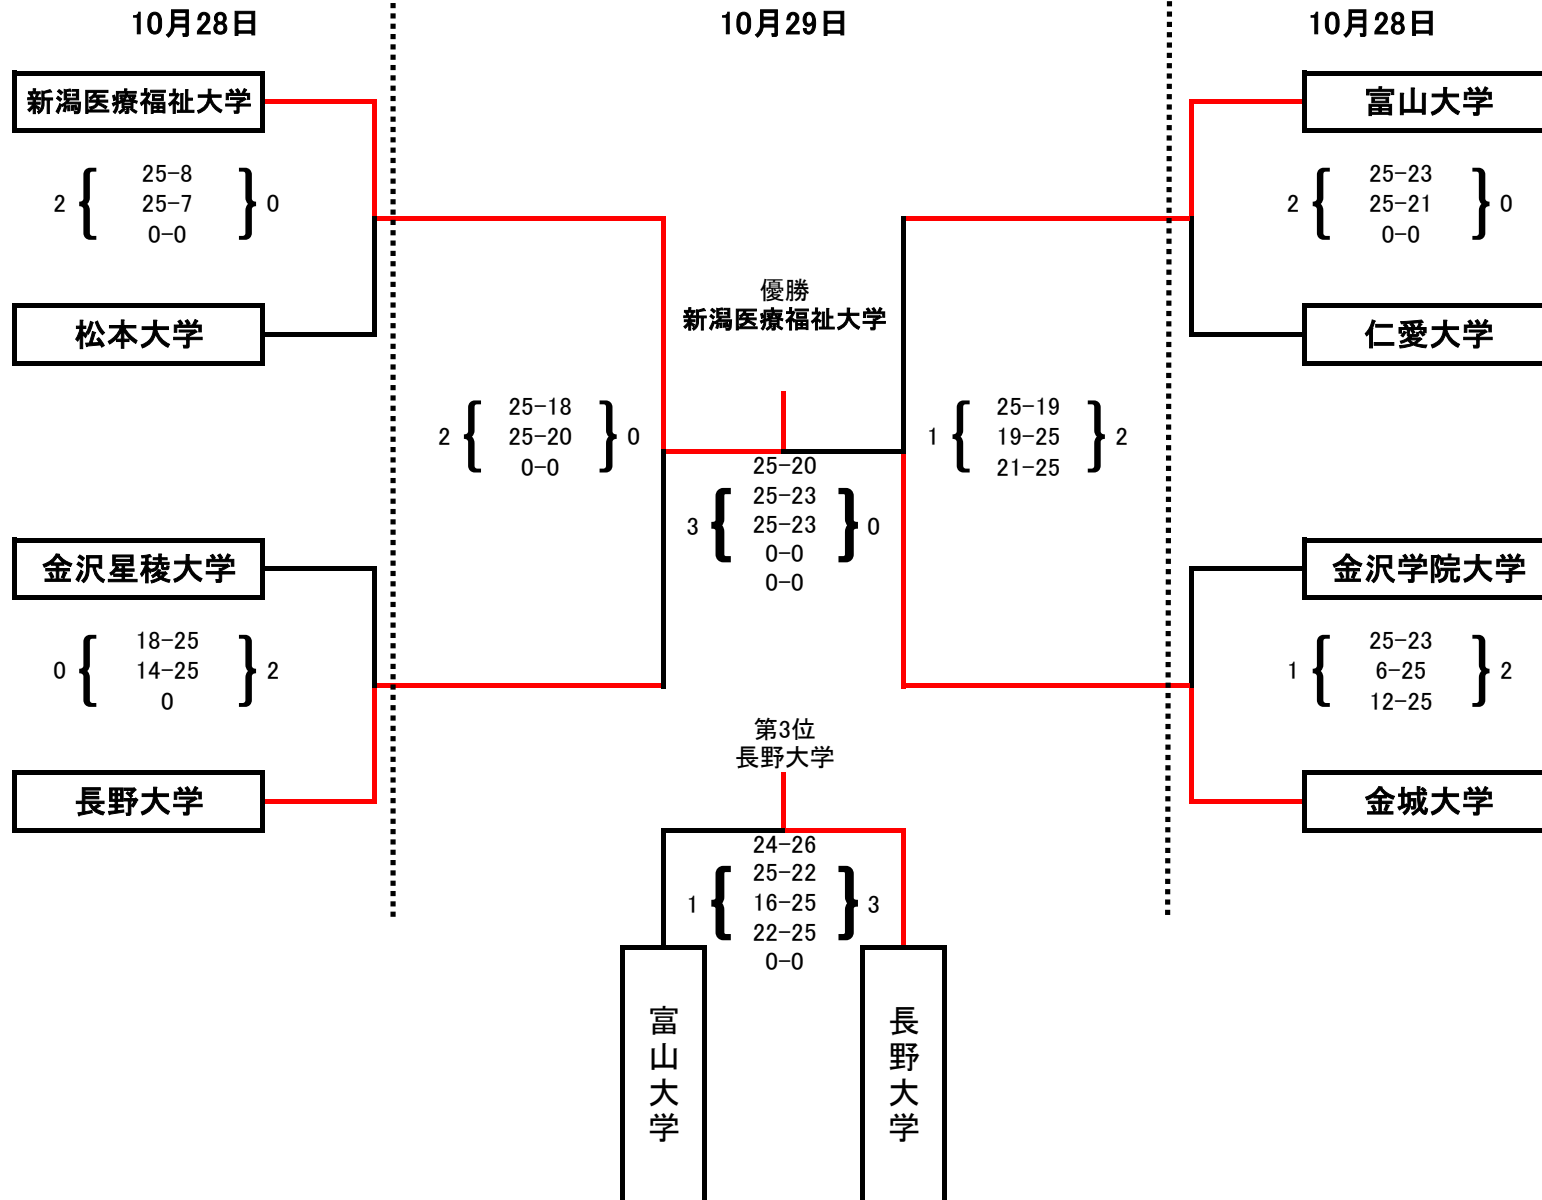 10月28日
10月29日
10月28日
新潟医療福祉大学
2 { 25-8 } 0
25-7
0-0
松本大学
金沢星稜大学
0 { 18-25 } 2
14-25
0
長野大学
2 { 25-18 } 0
25-20
0-0
優勝
新潟医療福祉大学
25-20
25-23
3 { 25-23 } 0
0-0
0-0
1 { 25-19 } 2
19-25
21-25
富山大学
2 { 25-23 } 0
25-21
0-0
仁愛大学
金沢学院大学
1 { 25-23 } 2
6-25
12-25
金城大学
第3位
長野大学
24-26
25-22
1 { 16-25 } 3
22-25
0-0
富山大学
長野大学